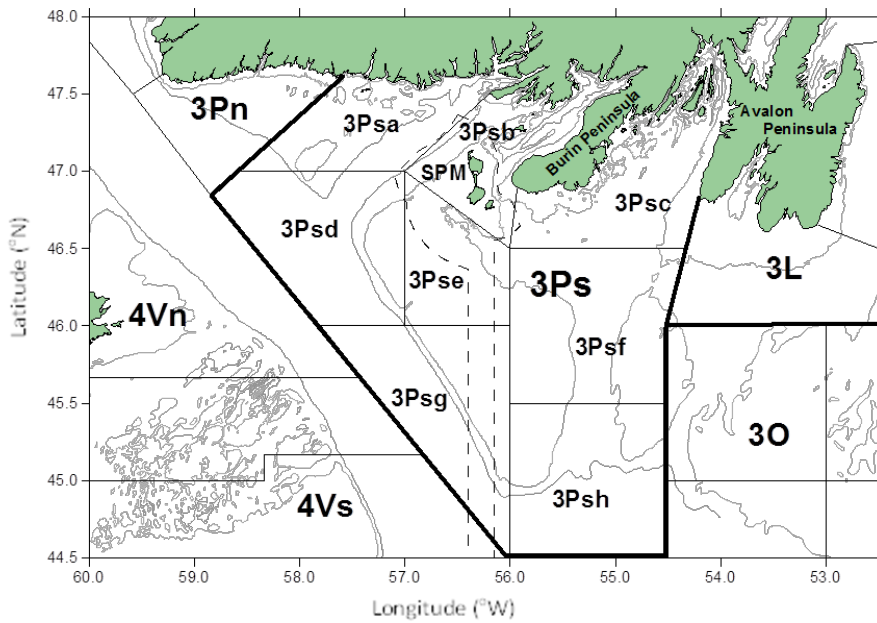 48.0
47.5
47.0
46.5
46.0
45.5
45.0
44.5
Latitude (°N)
3Pn
3Psa
3Psb
Burin Peninsula
Avalon
Peninsula
SPM
3Psc
3Psd
3Pse
3Ps
3L
4Vn
3Psf
3Psg
3O
4Vs
3Psh
60.0 59.0 58.0 57.0 56.0 55.0 54.0 53.0
Longitude (°W)